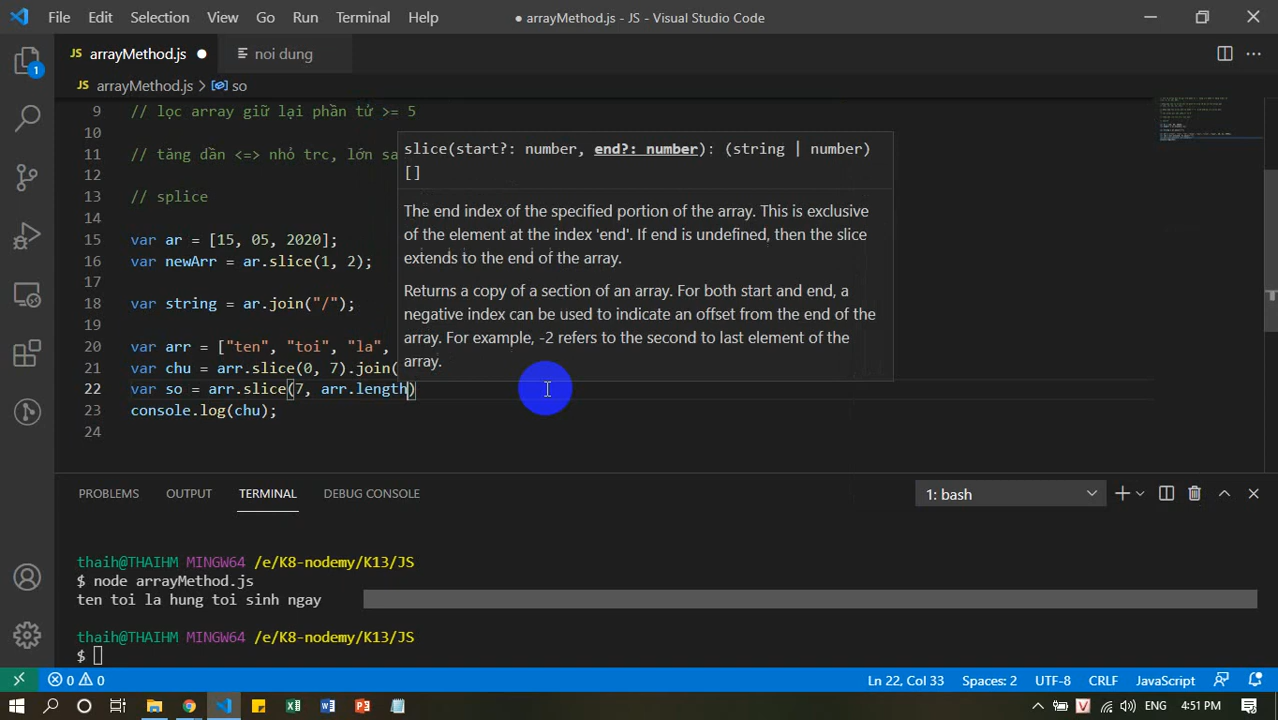 File Edit Selection View Go Run Terminal Help ● arrayMethod.js - JS - Visual Studio Code
JS arrayMethod.js ● noi dung
JS arrayMethod.js > so
1
9 // lọc array giữ lại phần tử >= 5
10
11 // tăng dần <=> nhỏ trc, lớn sa
12
13 // splice
14
15 var ar = [15, 05, 2020];
16 var newArr = ar.slice(1, 2);
17
18 var string = ar.join("/");
19
20 var arr = ["ten", "toi", "la",
21 var chu = arr.slice(0, 7).join(
22 var so = arr.slice(7, arr.length)
23 console.log(chu);
24
slice(start?: number, end?: number): (string | number)
[]
The end index of the specified portion of the array. This is exclusive
of the element at the index 'end'. If end is undefined, then the slice
extends to the end of the array.
Returns a copy of a section of an array. For both start and end, a
negative index can be used to indicate an offset from the end of the
array. For example, -2 refers to the second to last element of the
array.
PROBLEMS OUTPUT TERMINAL DEBUG CONSOLE 1: bash
thaih@THAIHM MINGW64 /e/K8-nodemy/K13/JS
$ node arrayMethod.js
ten toi la hung toi sinh ngay
thaih@THAIHM MINGW64 /e/K8-nodemy/K13/JS
$
0 0 Ln 22, Col 33 Spaces: 2 UTF-8 CRLF JavaScript
ENG 4:51 PM